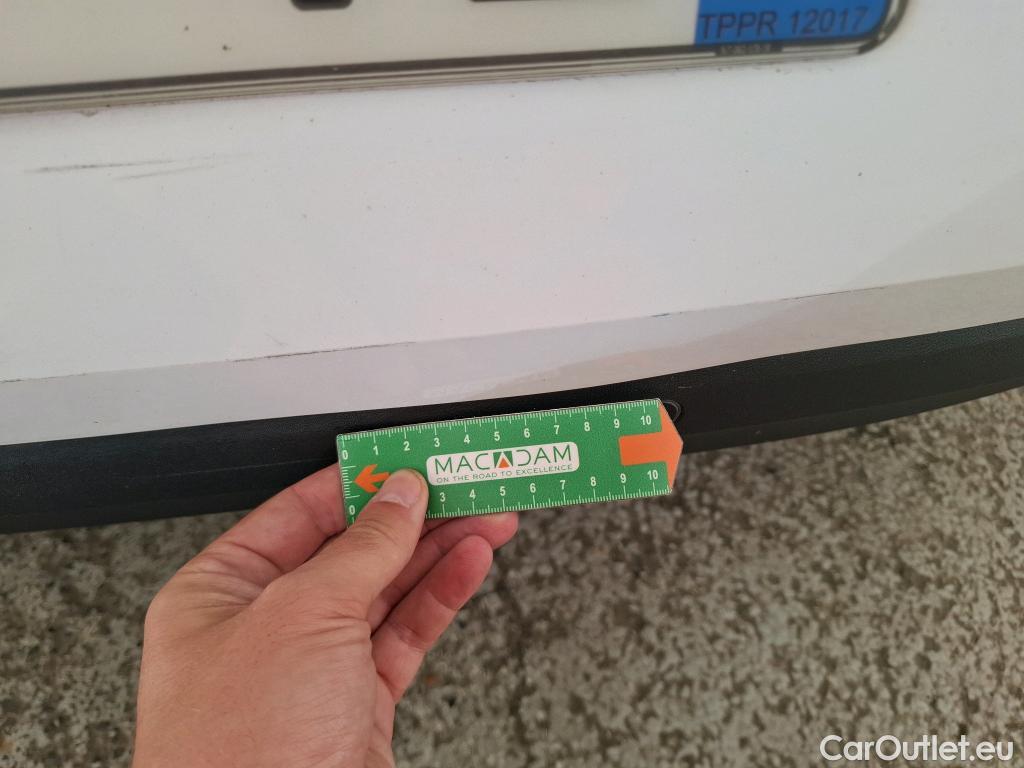 TPPR 12017
0 1 2 3 4 5 6 7 8 9 10
MACADAM
ON THE ROAD TO EXCELLENCE
0 3 4 5 6 7 8 9 10
CarOutlet.eu